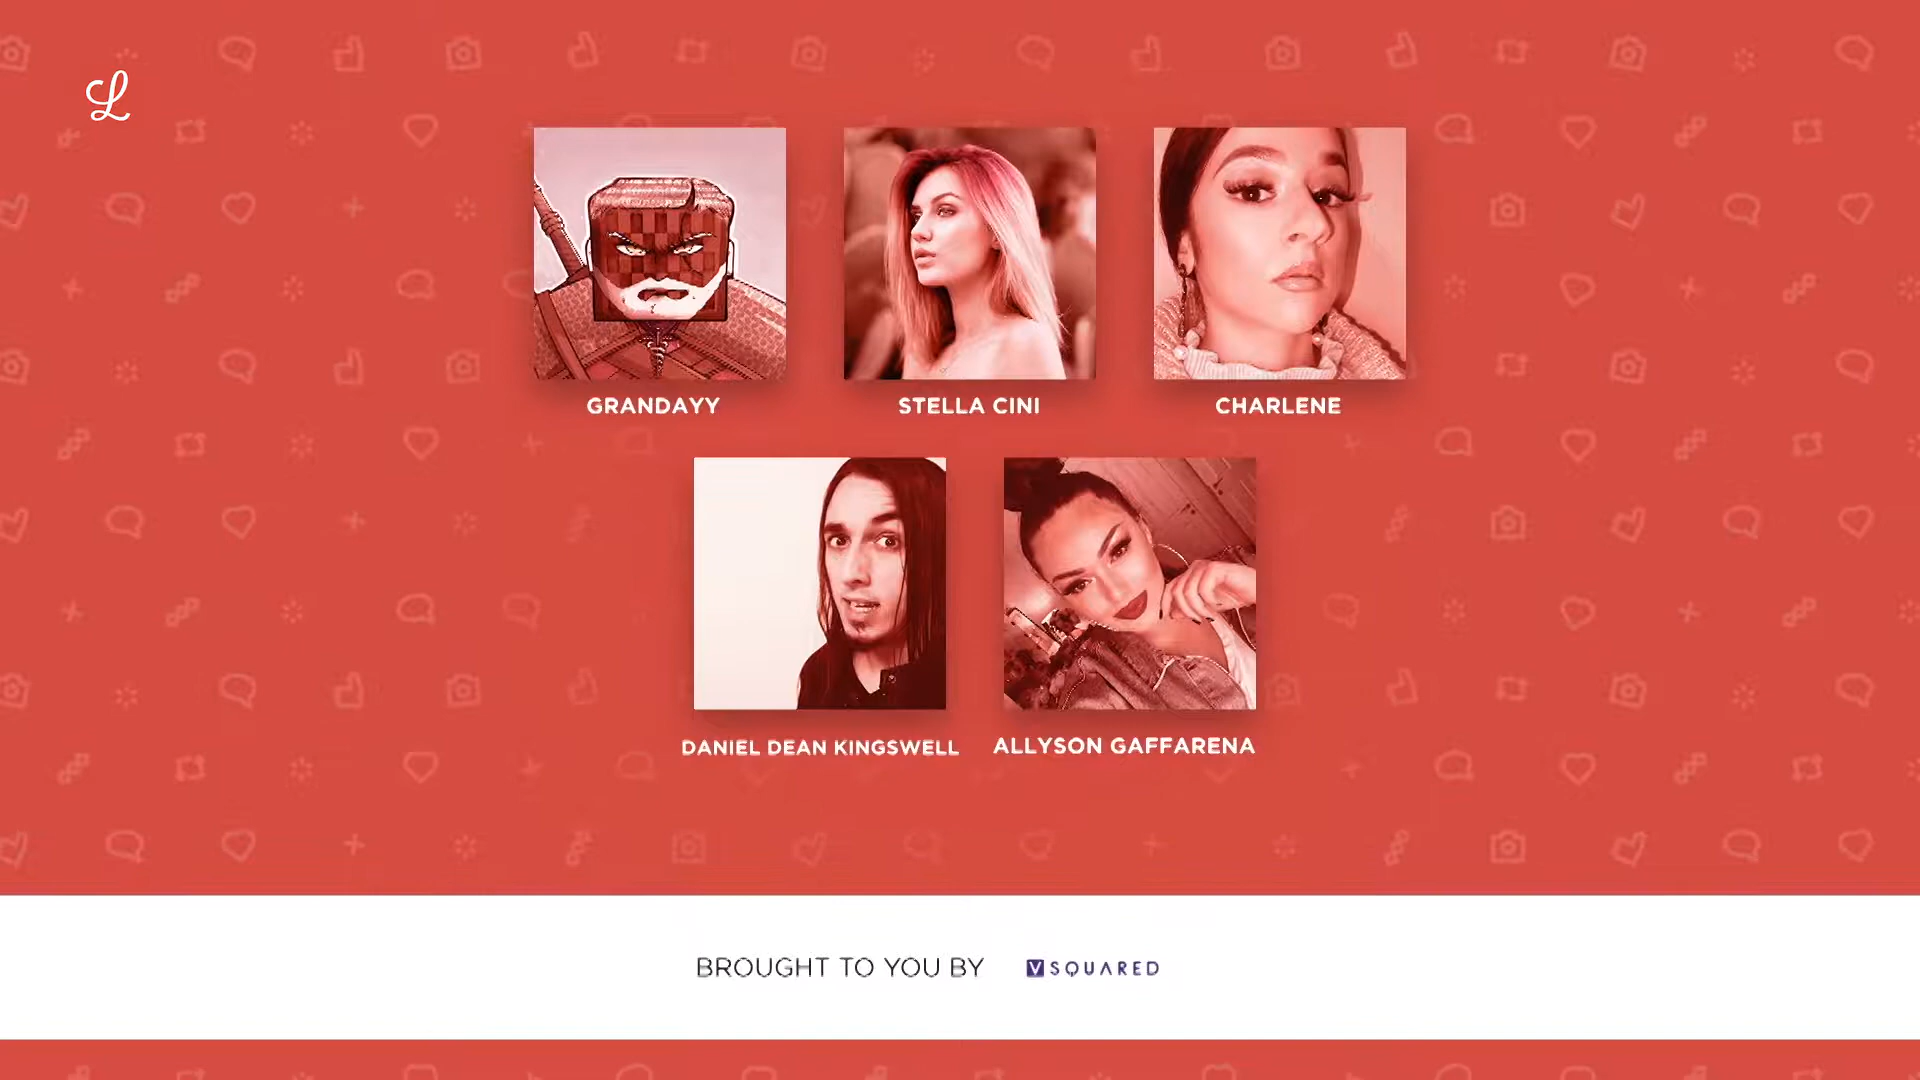 L
GRANDAYY
STELLA CINI
CHARLENE
DANIEL DEAN KINGSWELL
ALLYSON GAFFARENA
BROUGHT TO YOU BY
V SQUARED